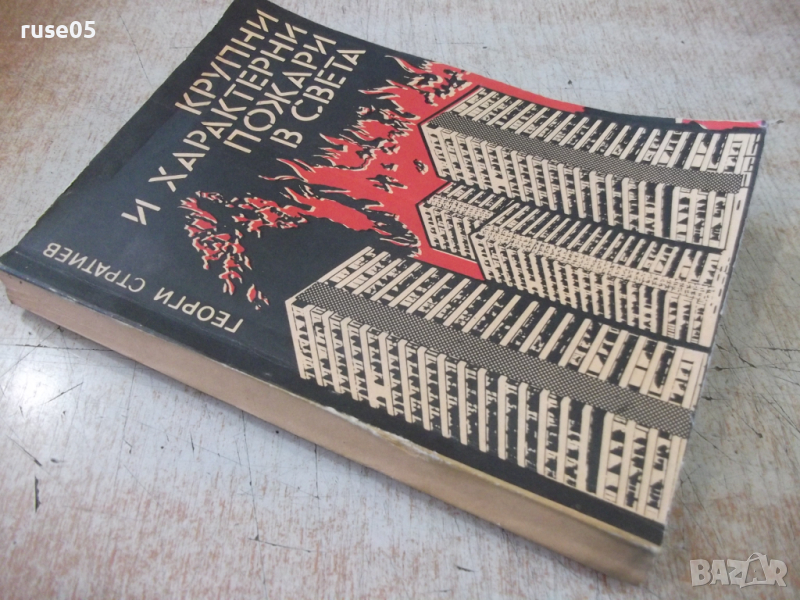 ruse05
ГЕОРГИ СТРАТИЕВ
КРУПНИ
И ХАРАКТЕРНИ
ПОЖАРИ
В СВЕТА
BAZAR